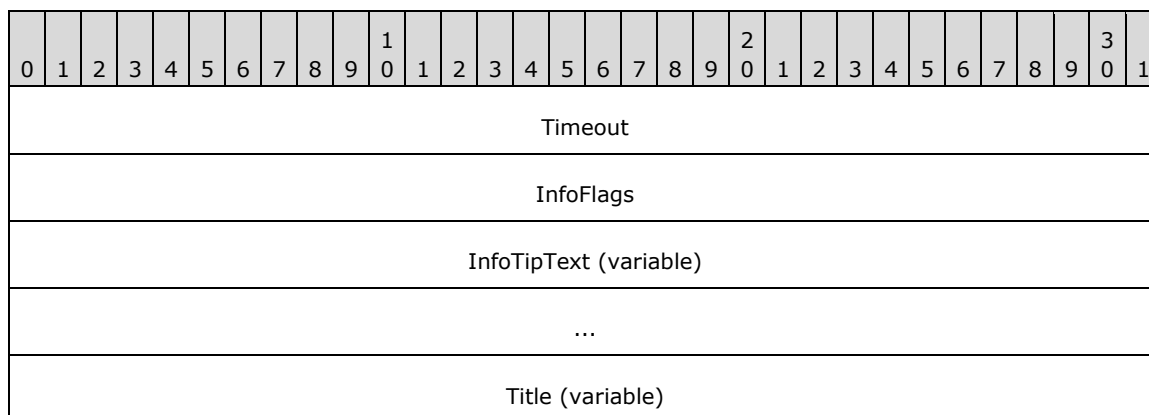 1 2 3
0 1 2 3 4 5 6 7 8 9 0 1 2 3 4 5 6 7 8 9 0 1 2 3 4 5 6 7 8 9 0 1
Timeout
InfoFlags
InfoTipText (variable)
...
Title (variable)